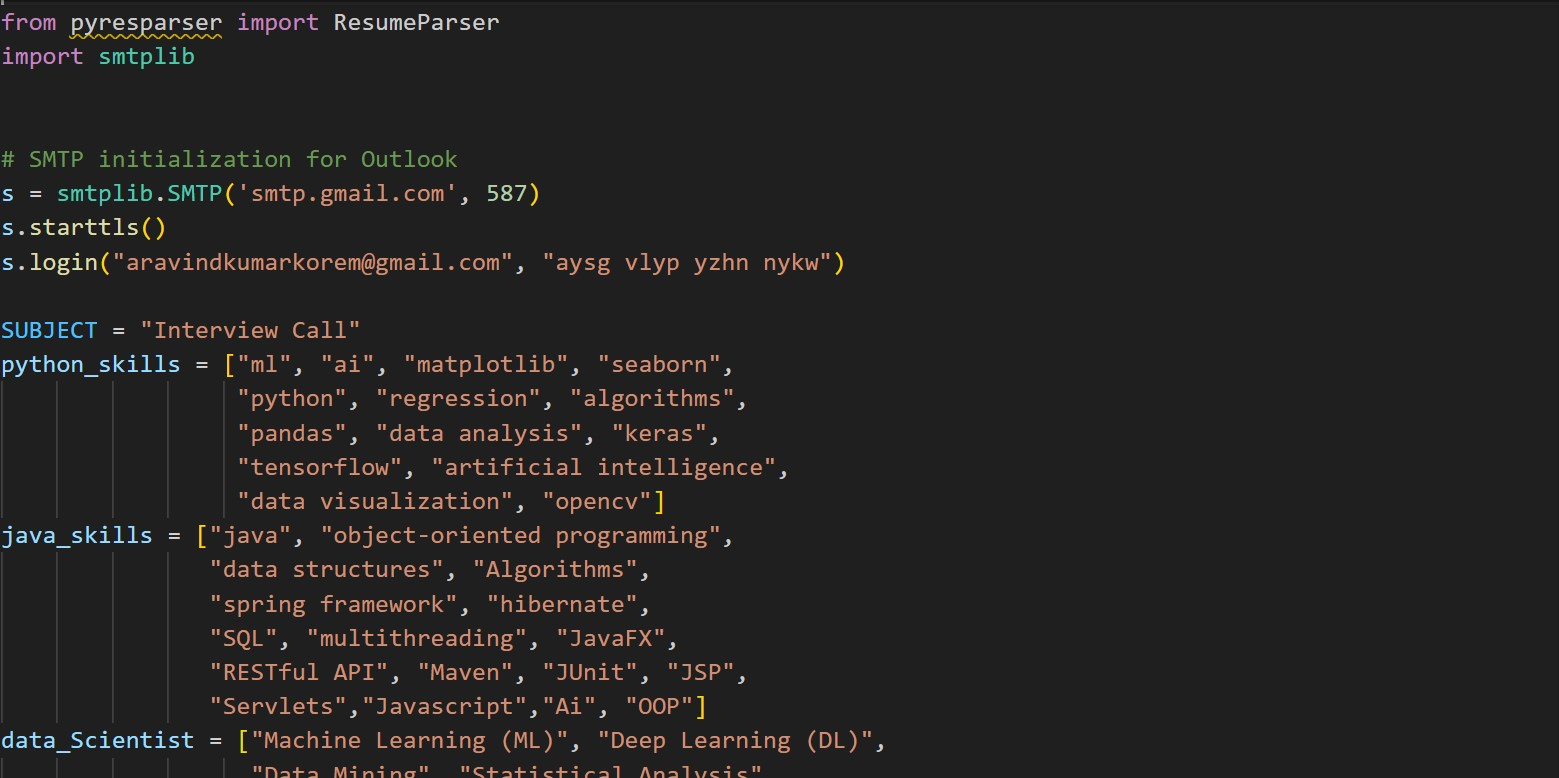 from pyresparser import ResumeParser
import smtplib
# SMTP initialization for Outlook
s = smtplib.SMTP('smtp.gmail.com', 587)
s.starttls()
s.login("aravindkumarkorem@gmail.com", "aysg vlyp yzhn nykw")
SUBJECT = "Interview Call"
python_skills = ["ml", "ai", "matplotlib", "seaborn",
"python", "regression", "algorithms",
"pandas", "data analysis", "keras",
"tensorflow", "artificial intelligence",
"data visualization", "opencv"]
java_skills = ["java", "object-oriented programming",
"data structures", "Algorithms",
"spring framework", "hibernate",
"SQL", "multithreading", "JavaFX",
"RESTful API", "Maven", "JUnit", "JSP",
"Servlets","Javascript","Ai", "OOP"]
data_Scientist = ["Machine Learning (ML)", "Deep Learning (DL)",
"Data Mining", "Statistical Analysis"